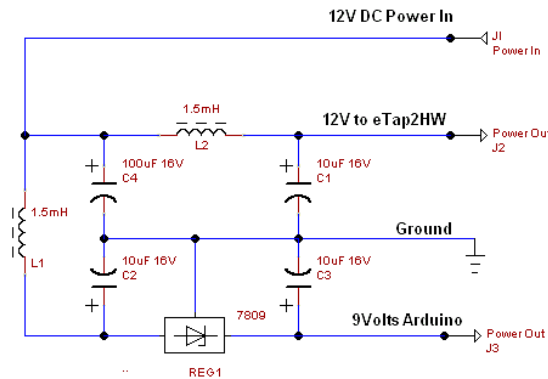 12V DC Power In
J1
Power In
1.5mH
L2
12V to eTap2HW
Power Out
J2
100uF 16V
C4
10uF 16V
C1
1.5mH
L1
Ground
10uF 16V
C2
10uF 16V
C3
7809
REG1
9Volts Arduino
Power Out
J3